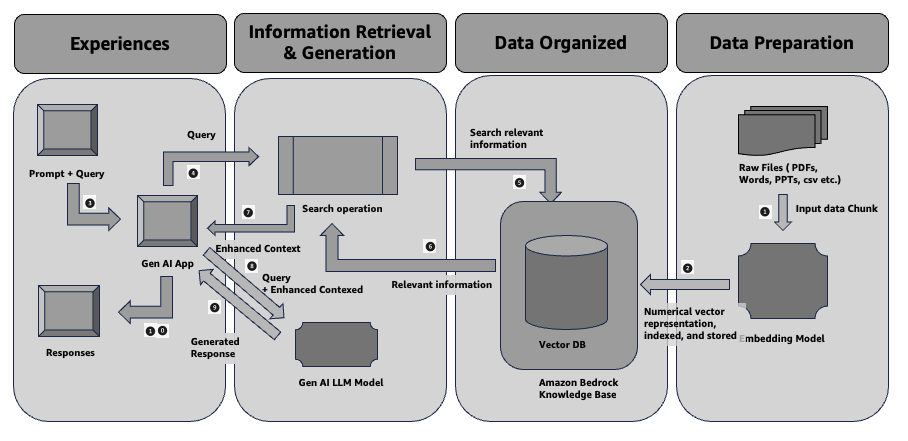 Experiences
Information Retrieval
& Generation
Data Organized
Data Preparation
Prompt + Query
3
Gen AI App
Responses
1 0
Query
4
Search operation
7
Enhanced Context
8
Query
+ Enhanced Contexed
9
Generated
Response
Gen AI LLM Model
Search relevant
information
5
6
Relevant information
Vector DB
Amazon Bedrock
Knowledge Base
Raw Files ( PDFs,
Words, PPTs, csv etc.)
1
Input data Chunk
2
Numerical vector
representation,
indexed, and stored
Embedding Model